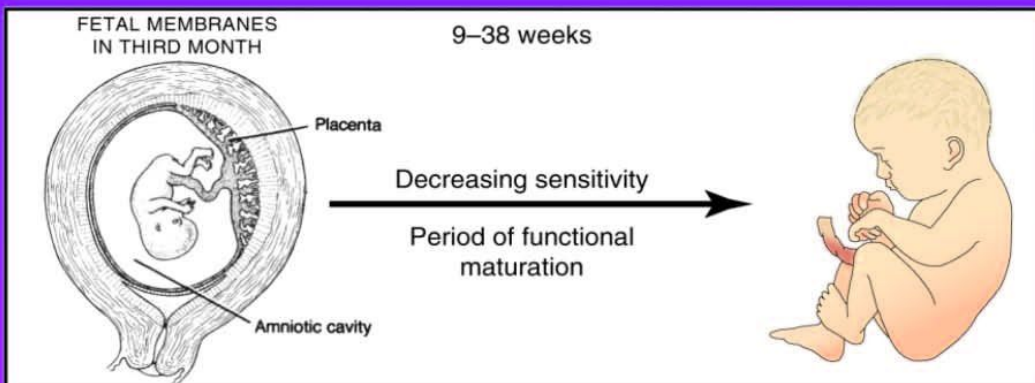 FETAL MEMBRANES
IN THIRD MONTH
9–38 weeks
Placenta
Decreasing sensitivity
Period of functional
maturation
Amniotic cavity